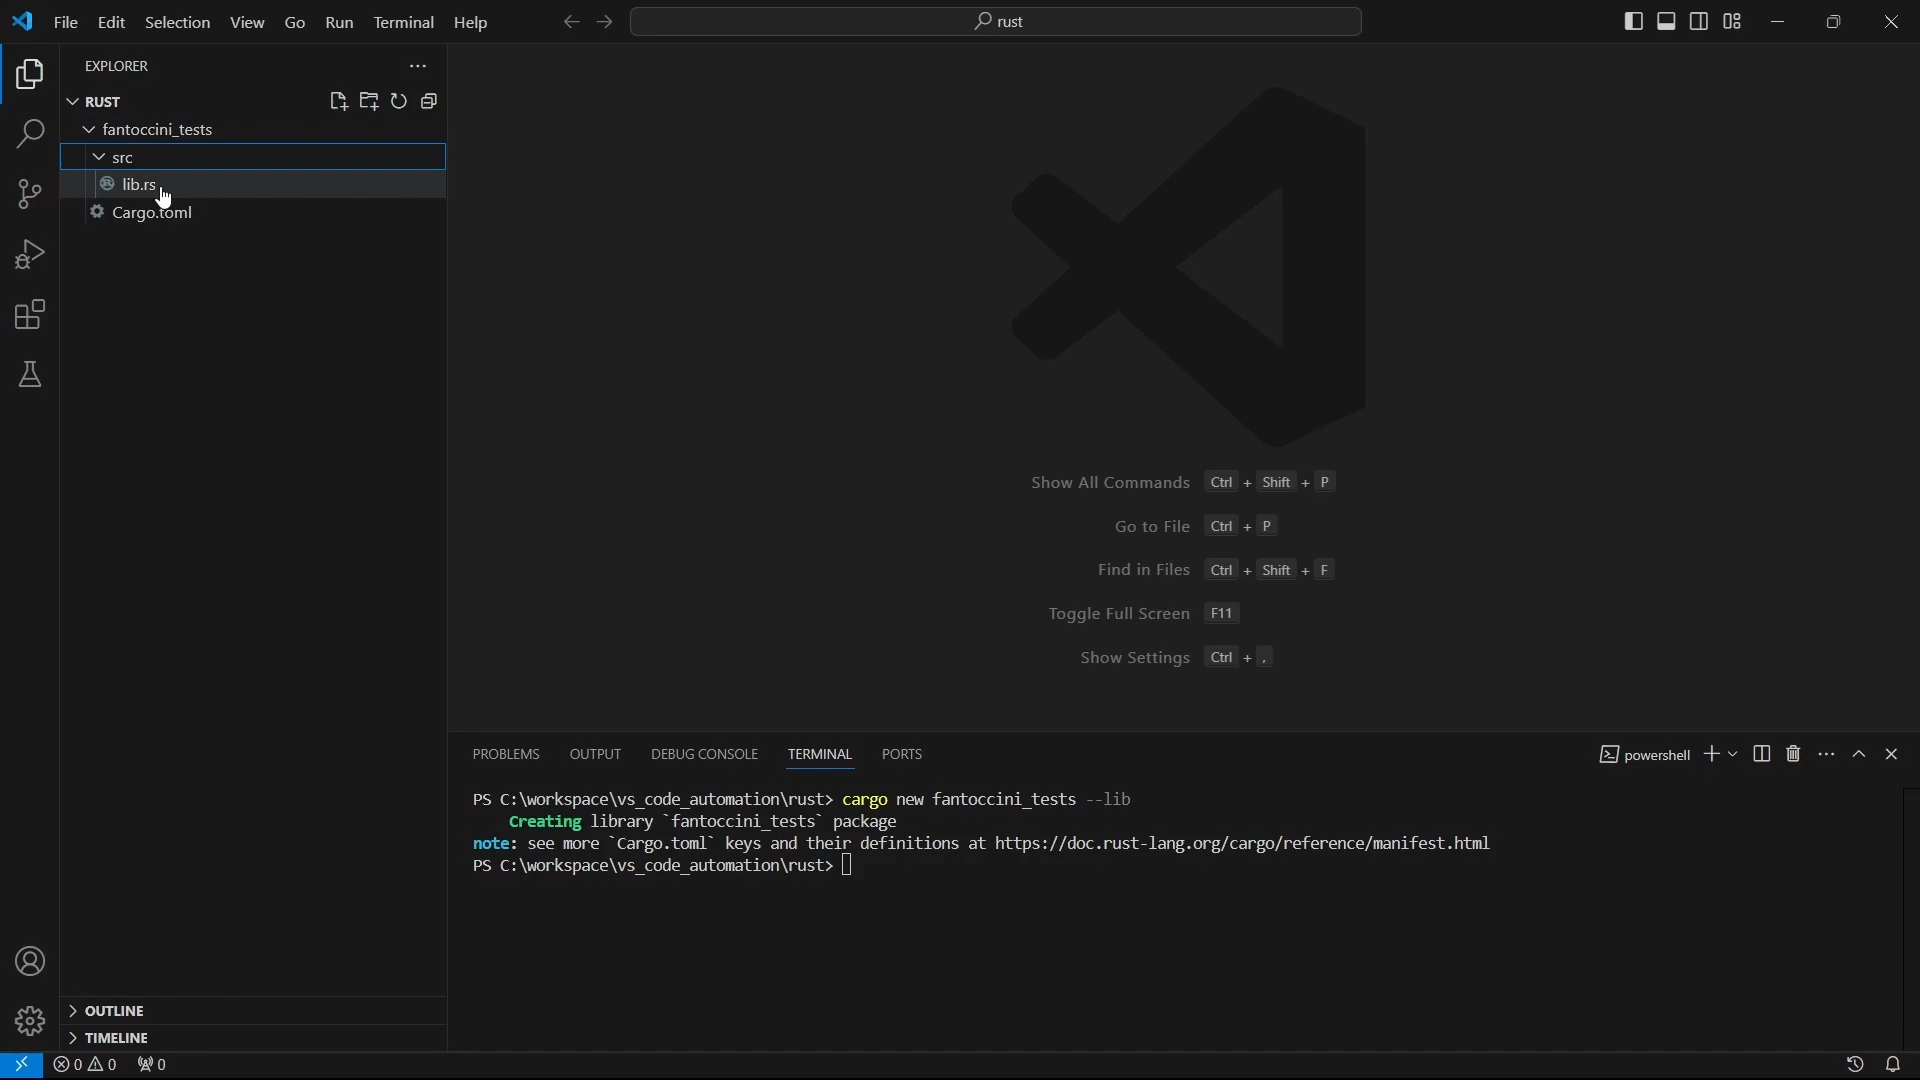 File Edit Selection View Go Run Terminal Help
rust
EXPLORER
RUST
fantoccini_tests
src
lib.rs
Cargo.toml
Show All Commands Ctrl + Shift + P
Go to File Ctrl + P
Find in Files Ctrl + Shift + F
Toggle Full Screen F11
Show Settings Ctrl + ,
PROBLEMS OUTPUT DEBUG CONSOLE TERMINAL PORTS
powershell
PS C:\workspace\vs_code_automation\rust> cargo new fantoccini_tests --lib
Creating library `fantoccini_tests` package
note: see more `Cargo.toml` keys and their definitions at https://doc.rust-lang.org/cargo/reference/manifest.html
PS C:\workspace\vs_code_automation\rust>
OUTLINE
TIMELINE
0 0 0